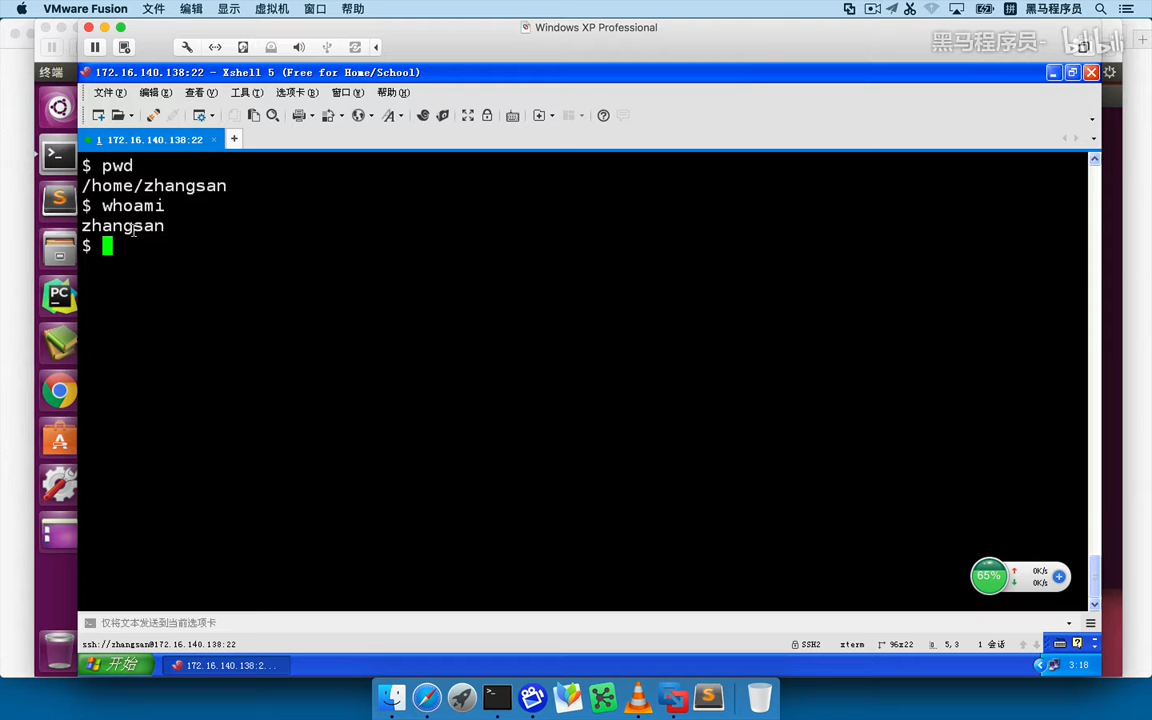 VMware Fusion 文件 编辑 显示 虚拟机 窗口 帮助 黑马程序员
Windows XP Professional
黑马程序员- bilibili
终端
172.16.140.138:22 - Xshell 5 (Free for Home/School)
文件(F) 编辑(E) 查看(V) 工具(T) 选项卡(B) 窗口(W) 帮助(H)
1 172.16.140.138:22
$ pwd
/home/zhangsan
$ whoami
zhangsan
$
65% 0K/s
0K/s
仅将文本发送到当前选项卡
ssh://zhangsan@172.16.140.138:22 SSH2 xterm 96x22 5,3 1 会话
开始 172.16.140.138:2... 3:18